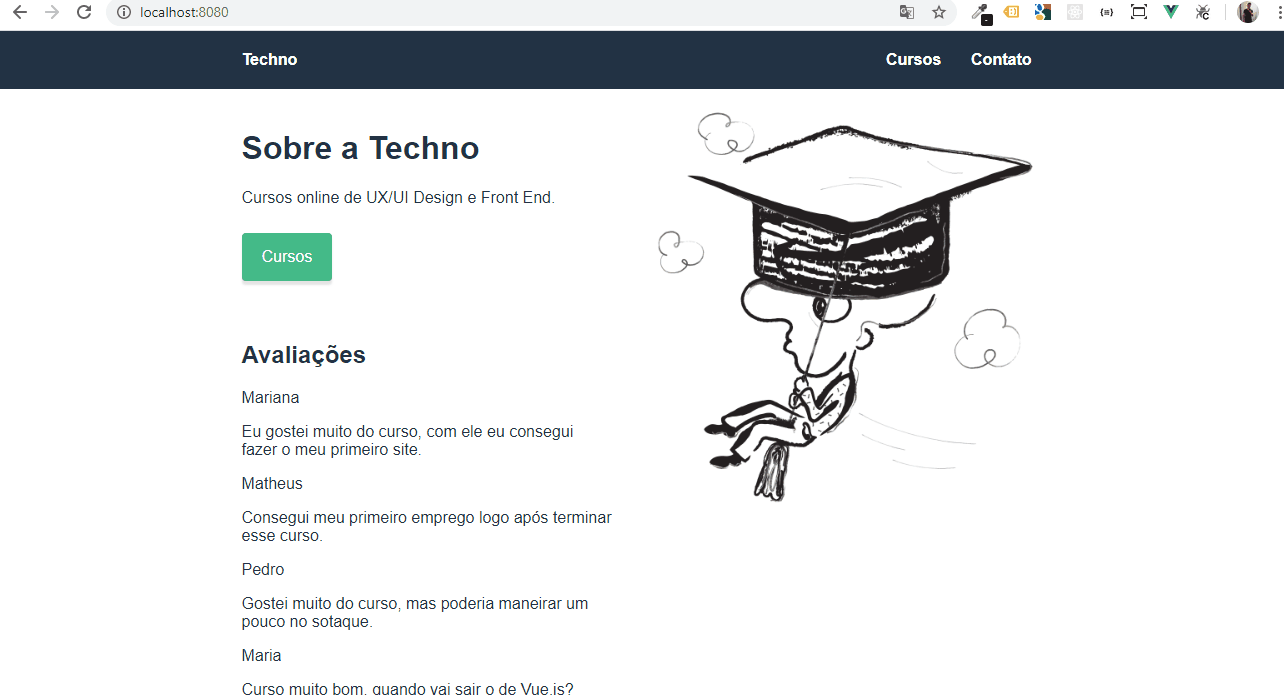 localhost:8080
Techno
Cursos
Contato
Sobre a Techno
Cursos online de UX/UI Design e Front End.
Cursos
Avaliações
Mariana
Eu gostei muito do curso, com ele eu consegui
fazer o meu primeiro site.
Matheus
Consegui meu primeiro emprego logo após terminar
esse curso.
Pedro
Gostei muito do curso, mas poderia maneirar um
pouco no sotaque.
Maria
Curso muito bom, quando vai sair o de Vue.js?